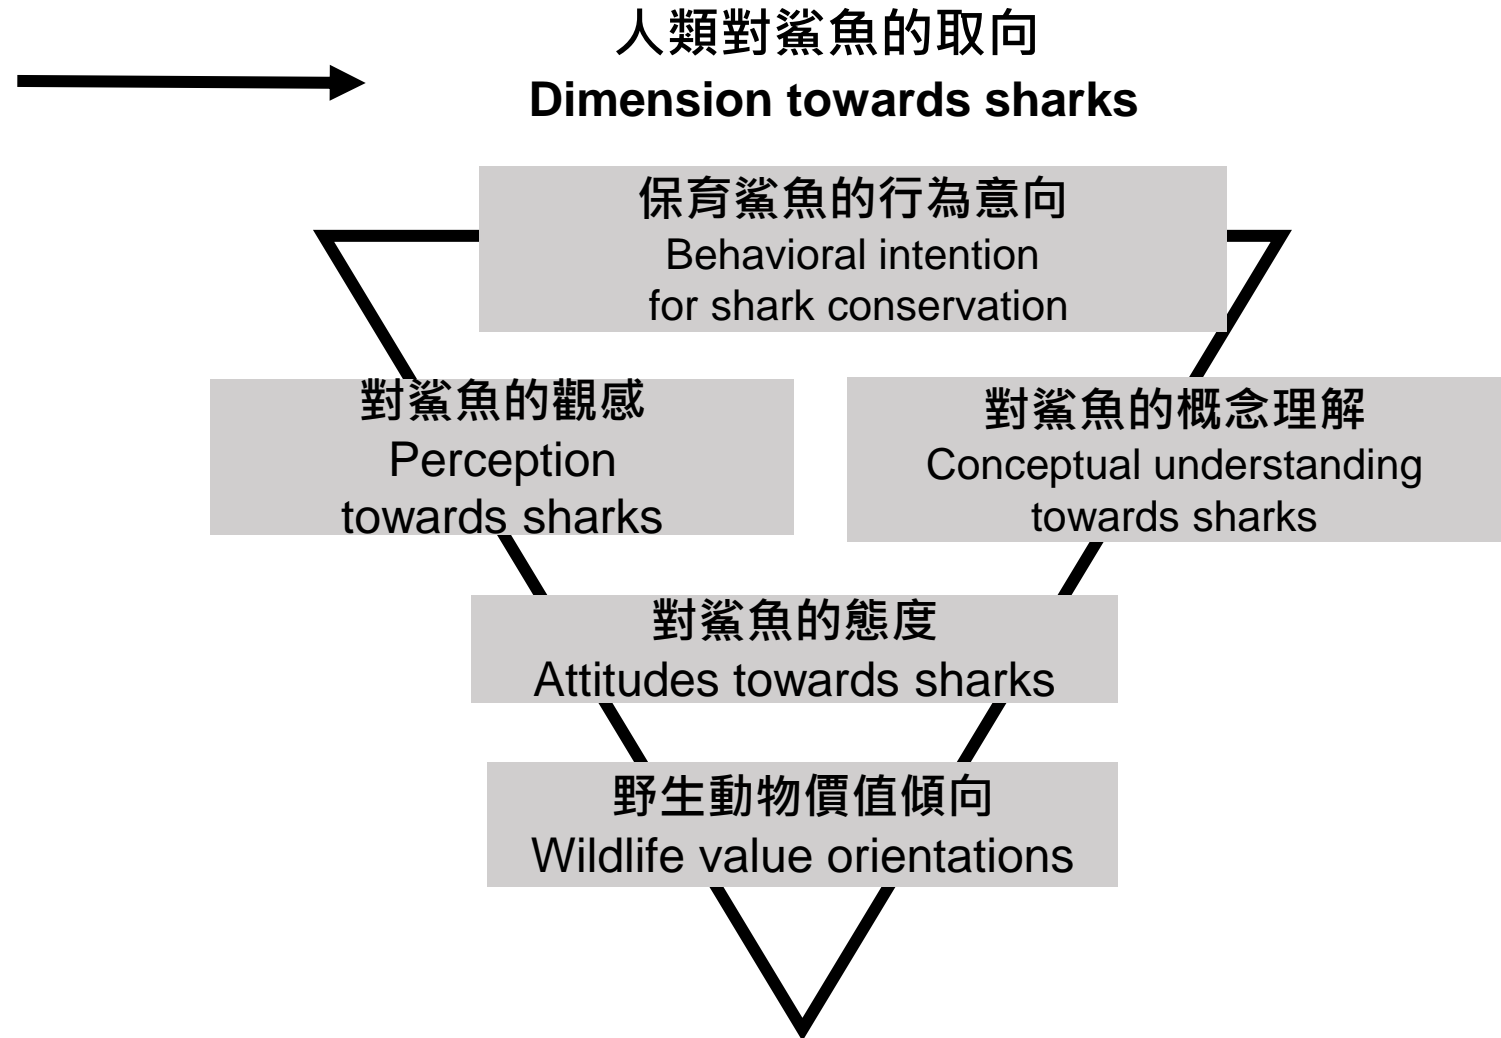 人類對鯊魚的取向
Dimension towards sharks
保育鯊魚的行為意向
Behavioral intention
for shark conservation
對鯊魚的觀感
Perception
towards sharks
對鯊魚的概念理解
Conceptual understanding
towards sharks
對鯊魚的態度
Attitudes towards sharks
野生動物價值傾向
Wildlife value orientations